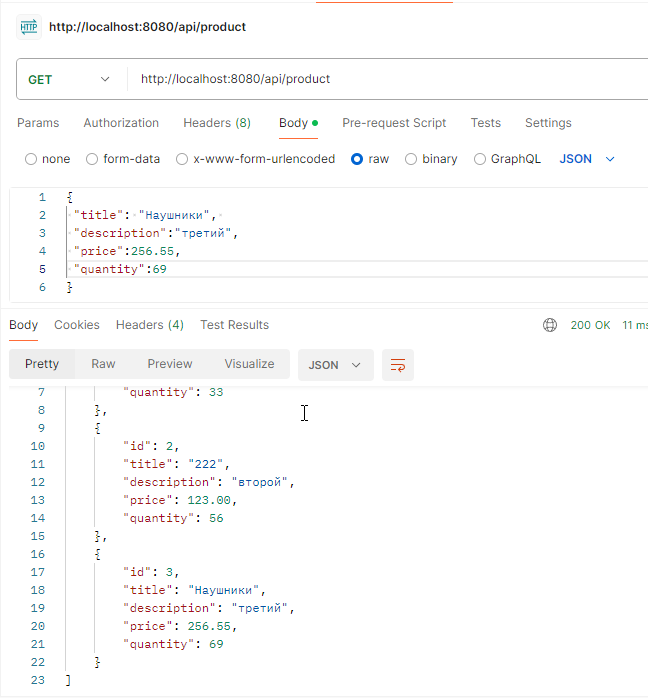 HTTP http://localhost:8080/api/product
GET http://localhost:8080/api/product
Params Authorization Headers (8) Body Pre-request Script Tests Settings
none form-data x-www-form-urlencoded raw binary GraphQL JSON
1 {
2 "title": "Наушники",
3 "description":"третий",
4 "price":256.55,
5 "quantity":69
6 }
Body Cookies Headers (4) Test Results 200 OK 11 ms
Pretty Raw Preview Visualize JSON
7 "quantity": 33
8 },
9 {
10 "id": 2,
11 "title": "222",
12 "description": "второй",
13 "price": 123.00,
14 "quantity": 56
15 },
16 {
17 "id": 3,
18 "title": "Наушники",
19 "description": "третий",
20 "price": 256.55,
21 "quantity": 69
22 }
23 ]